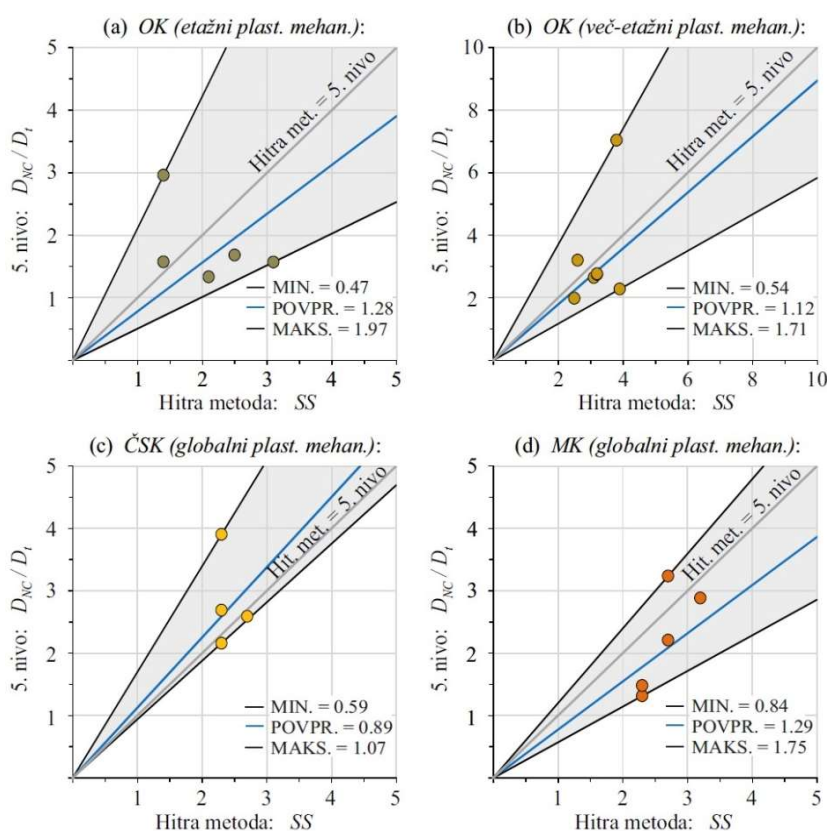 (a) OK (etažni plast. mehan.):
5
4
3
2
1
1 2 3 4 5
5. nivo: D_NC / D_t
Hitra met. = 5. nivo
MIN. = 0.47
POVPR. = 1.28
MAKS. = 1.97
Hitra metoda: SS
(b) OK (več-etažni plast. mehan.):
10
8
6
4
2
2 4 6 8 10
5. nivo: D_NC / D_t
Hitra met. = 5. nivo
MIN. = 0.54
POVPR. = 1.12
MAKS. = 1.71
Hitra metoda: SS
(c) ČSK (globalni plast. mehan.):
5
4
3
2
1
1 2 3 4 5
5. nivo: D_NC / D_t
Hit. met. = 5. nivo
MIN. = 0.59
POVPR. = 0.89
MAKS. = 1.07
Hitra metoda: SS
(d) MK (globalni plast. mehan.):
5
4
3
2
1
1 2 3 4 5
5. nivo: D_NC / D_t
Hit. met. = 5. nivo
MIN. = 0.84
POVPR. = 1.29
MAKS. = 1.75
Hitra metoda: SS